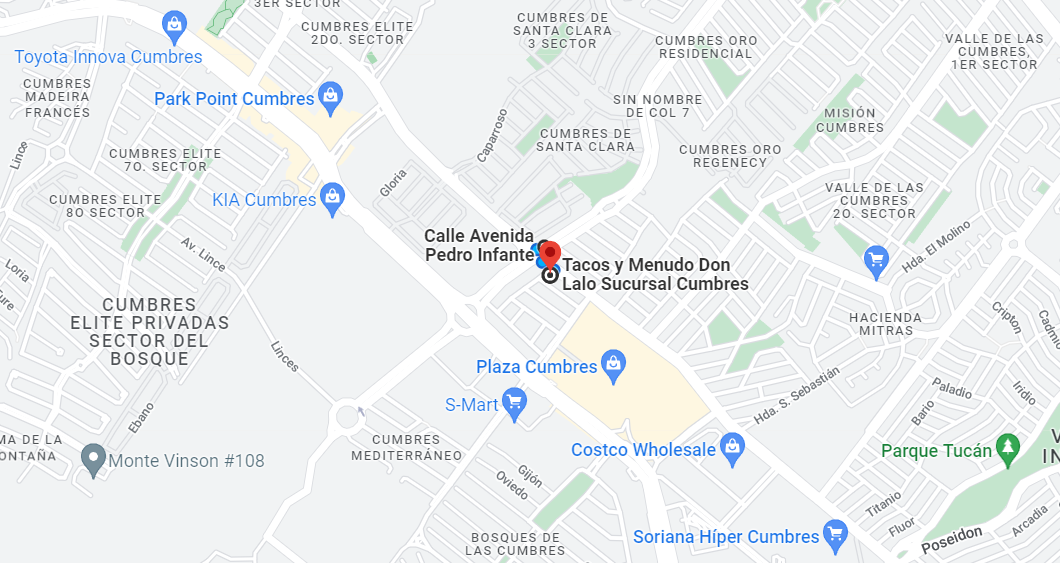 3ER SECTOR
CUMBRES ELITE
2DO. SECTOR
CUMBRES DE
SANTA CLARA
3 SECTOR
CUMBRES ORO
RESIDENCIAL
VALLE DE LAS
CUMBRES,
1ER SECTOR
Toyota Innova Cumbres
CUMBRES
MADEIRA
FRANCÉS
Park Point Cumbres
SIN NOMBRE
DE COL 7
MISIÓN
CUMBRES
Caparroso
CUMBRES DE
SANTA CLARA
CUMBRES ORO
REGENECY
Lince
CUMBRES ELITE
7O. SECTOR
Gloria
CUMBRES ELITE
8O SECTOR
KIA Cumbres
VALLE DE LAS
CUMBRES
2O. SECTOR
Av. Lince
Calle Avenida
Pedro Infante
Hda. El Molino
Loria
Tacos y Menudo Don
Lalo Sucursal Cumbres
CUMBRES
ELITE PRIVADAS
SECTOR DEL
BOSQUE
HACIENDA
MITRAS
Cripton
Cadmi
Linces
Plaza Cumbres
Hda. S. Sebastián
Paladio
Iridio
S-Mart
Bario
Ebano
MA DE LA
ONTAÑA
CUMBRES
MEDITERRÁNEO
Costco Wholesale
Parque Tucán
V
IN
Monte Vinson #108
Gijón
Oviedo
Titanio
Fluor
Arcadia
Poseidon
BOSQUES DE
LAS CUMBRES
Soriana Híper Cumbres